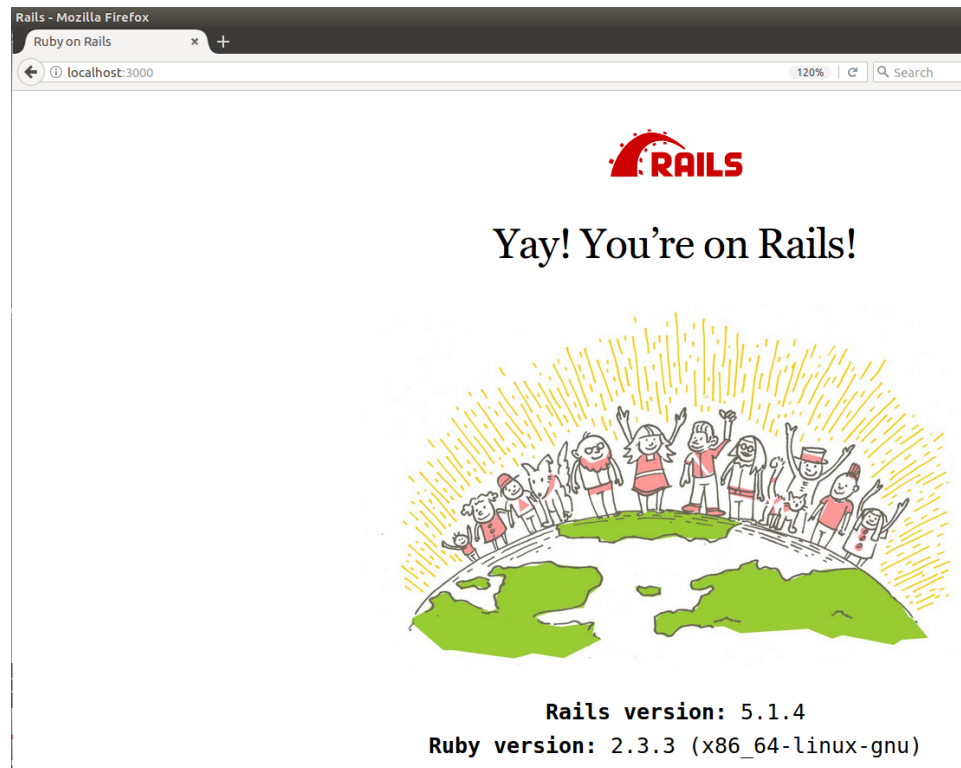 Rails - Mozilla Firefox
Ruby on Rails × +
localhost:3000 120% Search
RAILS
Yay! You’re on Rails!
Rails version: 5.1.4
Ruby version: 2.3.3 (x86_64-linux-gnu)